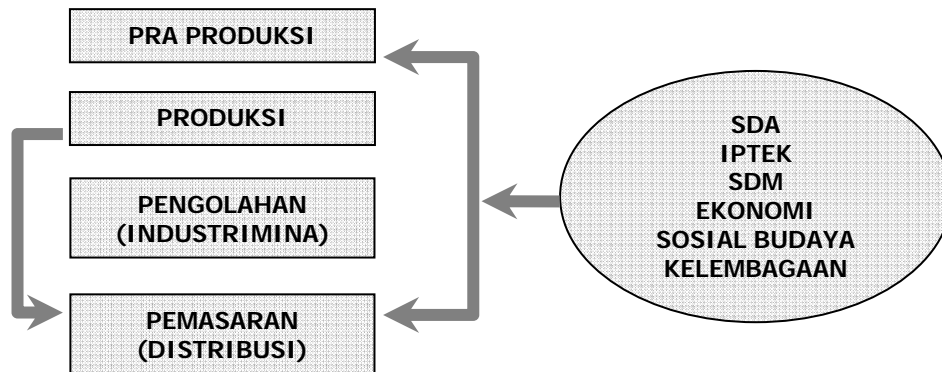 PRA PRODUKSI
PRODUKSI
PENGOLAHAN
(INDUSTRIMINA)
PEMASARAN
(DISTRIBUSI)
SDA
IPTEK
SDM
EKONOMI
SOSIAL BUDAYA
KELEMBAGAAN